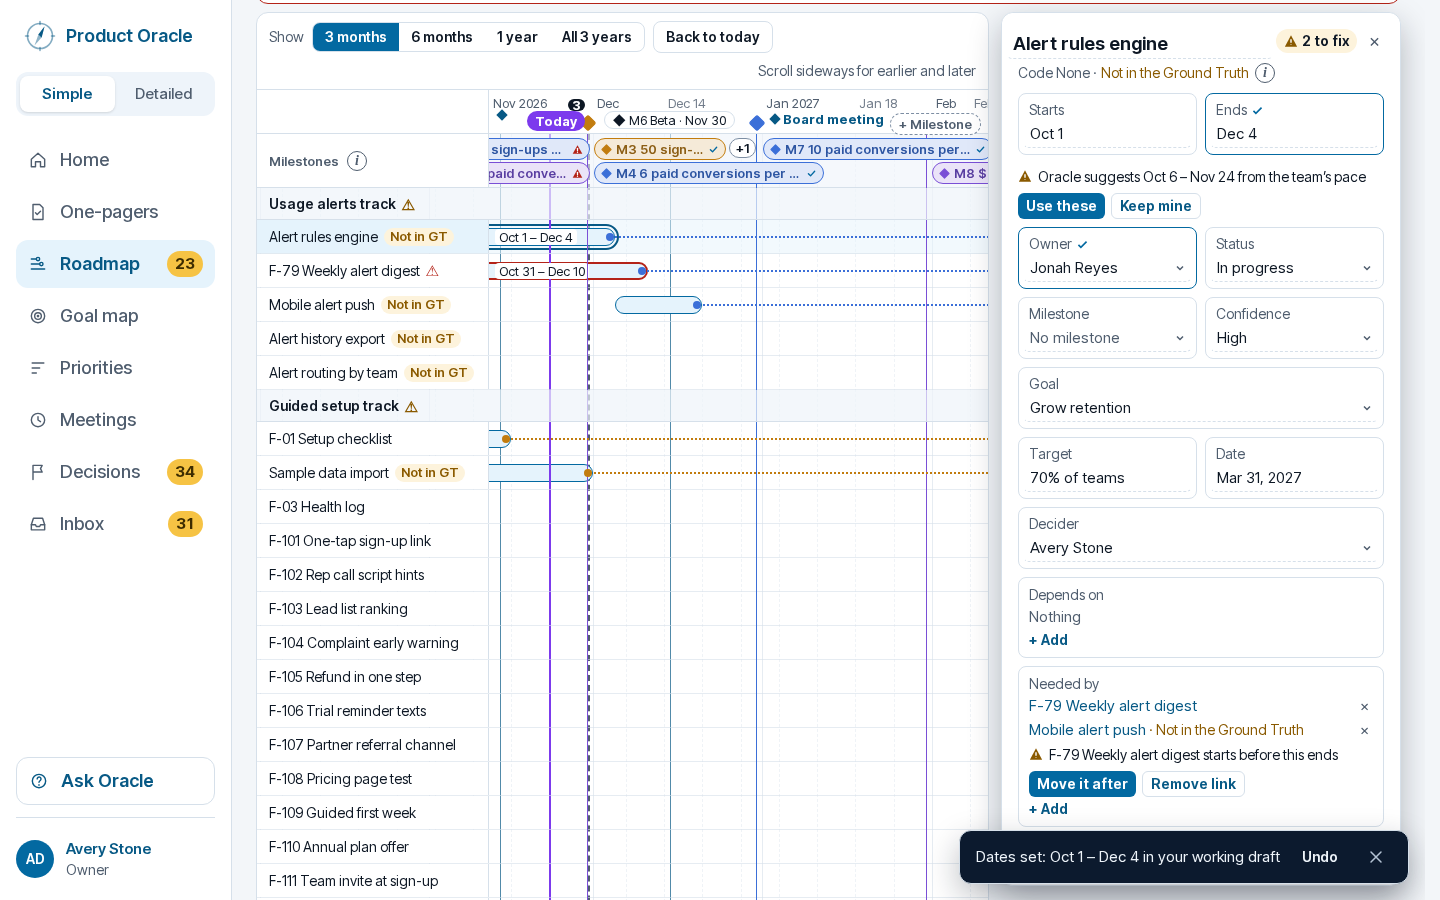 Product Oracle
Simple
Detailed
Home
One-pagers
Roadmap
23
Goal map
Priorities
Meetings
Decisions
34
Inbox
31
Ask Oracle
AD
Avery Stone
Owner
Show
3 months
6 months
1 year
All 3 years
Back to today
Scroll sideways for earlier and later
Nov 2026
3
Dec
Dec 14
Jan 2027
Jan 18
Feb
Fe
Today
M6 Beta · Nov 30
Board meeting
+ Milestone
Milestones
i
sign-ups ...
M3 50 sign-...
+1
M7 10 paid conversions per...
paid conve...
M4 6 paid conversions per ...
M8 $
Usage alerts track
Alert rules engine
Not in GT
Oct 1 – Dec 4
F-79 Weekly alert digest
Oct 31 – Dec 10
Mobile alert push
Not in GT
Alert history export
Not in GT
Alert routing by team
Not in GT
Guided setup track
F-01 Setup checklist
Sample data import
Not in GT
F-03 Health log
F-101 One-tap sign-up link
F-102 Rep call script hints
F-103 Lead list ranking
F-104 Complaint early warning
F-105 Refund in one step
F-106 Trial reminder texts
F-107 Partner referral channel
F-108 Pricing page test
F-109 Guided first week
F-110 Annual plan offer
F-111 Team invite at sign-up
Alert rules engine
2 to fix
×
Code None · Not in the Ground Truth
i
Starts
Oct 1
Ends
Dec 4
Oracle suggests Oct 6 – Nov 24 from the team's pace
Use these
Keep mine
Owner
Jonah Reyes
Status
In progress
Milestone
No milestone
Confidence
High
Goal
Grow retention
Target
70% of teams
Date
Mar 31, 2027
Decider
Avery Stone
Depends on
Nothing
+ Add
Needed by
F-79 Weekly alert digest
×
Mobile alert push · Not in the Ground Truth
×
F-79 Weekly alert digest starts before this ends
Move it after
Remove link
+ Add
Dates set: Oct 1 – Dec 4 in your working draft
Undo